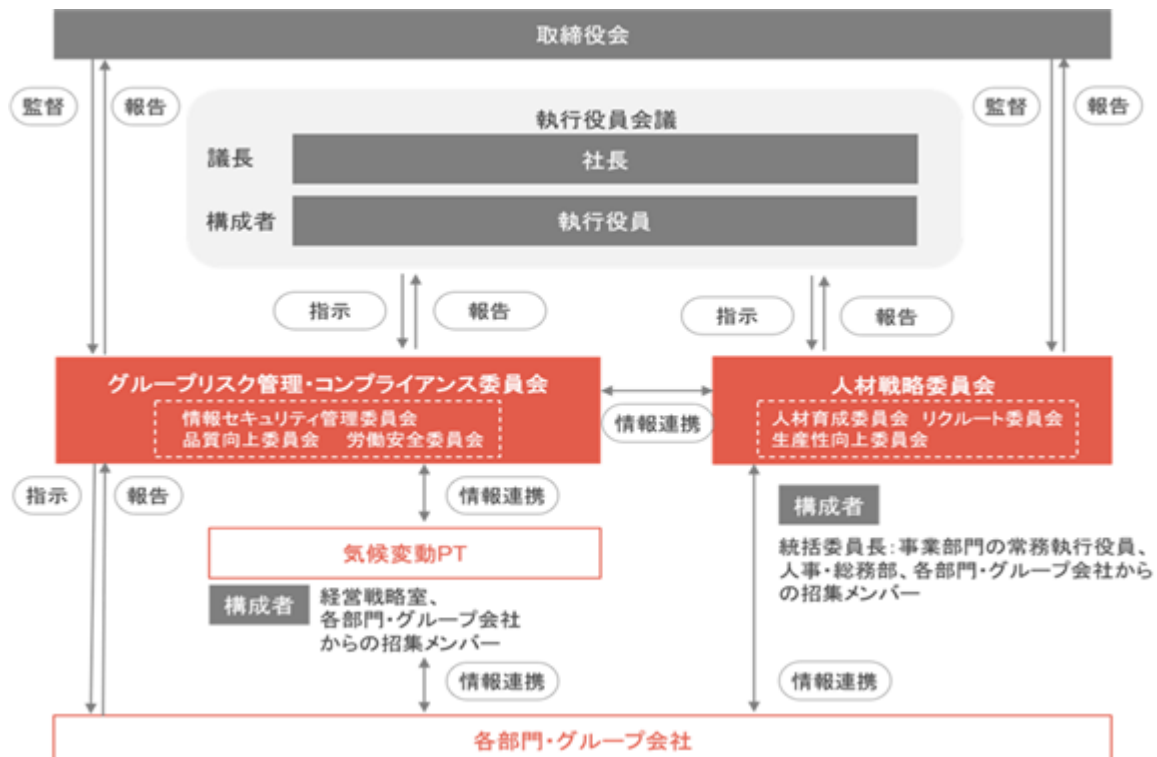 取締役会
監督
報告
監督
報告
執行役員会議
議長
社長
構成者
執行役員
指示
報告
指示
報告
グループリスク管理・コンプライアンス委員会
情報セキュリティ管理委員会
品質向上委員会　労働安全委員会
情報連携
人材戦略委員会
人材育成委員会　リクルート委員会
生産性向上委員会
指示
報告
情報連携
気候変動PT
構成者
経営戦略室、
各部門・グループ会社
からの招集メンバー
構成者
統括委員長：事業部門の常務執行役員、
人事・総務部、各部門・グループ会社から
の招集メンバー
情報連携
情報連携
各部門・グループ会社